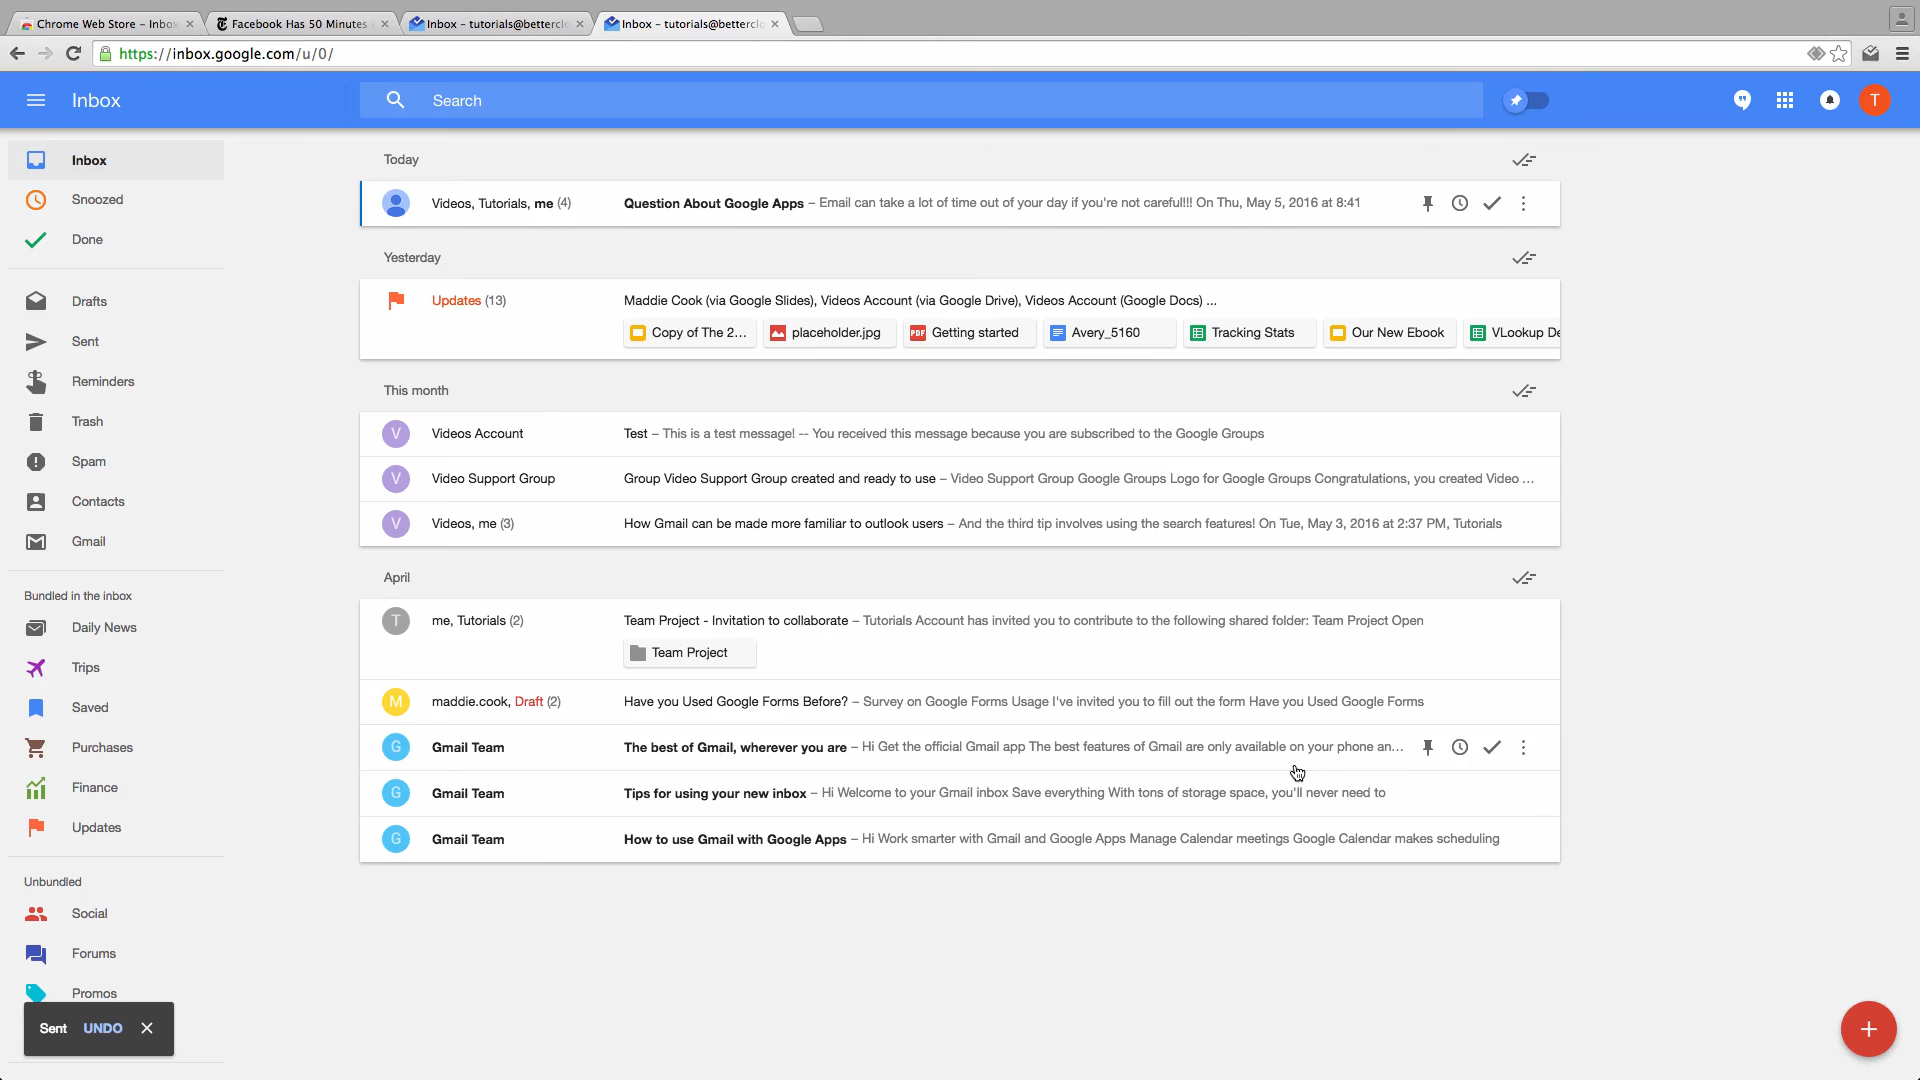 Chrome Web Store – Inbox
Facebook Has 50 Minutes
Inbox – tutorials@betterclo
Inbox – tutorials@betterclo
https://inbox.google.com/u/0/
Inbox
Search
T
Inbox
Snoozed
Done
Drafts
Sent
Reminders
Trash
Spam
Contacts
Gmail
Bundled in the inbox
Daily News
Trips
Saved
Purchases
Finance
Updates
Unbundled
Social
Forums
Promos
Sent UNDO
Today
Videos, Tutorials, me (4) Question About Google Apps – Email can take a lot of time out of your day if you're not careful!!! On Thu, May 5, 2016 at 8:41
Yesterday
Updates (13) Maddie Cook (via Google Slides), Videos Account (via Google Drive), Videos Account (Google Docs) ...
Copy of The 2... placeholder.jpg PDF Getting started Avery_5160 Tracking Stats Our New Ebook VLookup De
This month
V Videos Account Test – This is a test message! -- You received this message because you are subscribed to the Google Groups
V Video Support Group Group Video Support Group created and ready to use – Video Support Group Google Groups Logo for Google Groups Congratulations, you created Video ...
V Videos, me (3) How Gmail can be made more familiar to outlook users – And the third tip involves using the search features! On Tue, May 3, 2016 at 2:37 PM, Tutorials
April
T me, Tutorials (2) Team Project - Invitation to collaborate – Tutorials Account has invited you to contribute to the following shared folder: Team Project Open
Team Project
M maddie.cook, Draft (2) Have you Used Google Forms Before? – Survey on Google Forms Usage I've invited you to fill out the form Have you Used Google Forms
G Gmail Team The best of Gmail, wherever you are – Hi Get the official Gmail app The best features of Gmail are only available on your phone an...
G Gmail Team Tips for using your new inbox – Hi Welcome to your Gmail inbox Save everything With tons of storage space, you'll never need to
G Gmail Team How to use Gmail with Google Apps – Hi Work smarter with Gmail and Google Apps Manage Calendar meetings Google Calendar makes scheduling